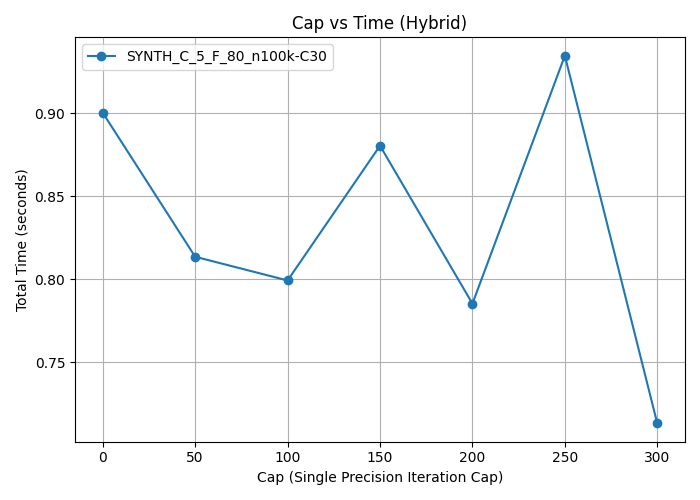 Cap vs Time (Hybrid)
SYNTH_C_5_F_80_n100k-C30
Total Time (seconds)
0.90
0.85
0.80
0.75
0 50 100 150 200 250 300
Cap (Single Precision Iteration Cap)